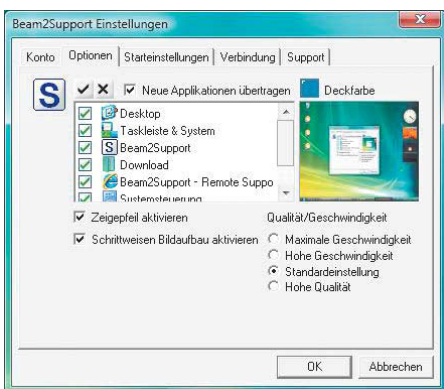 Beam2Support Einstellungen
Konto Optionen Starteinstellungen Verbindung Support
S Neue Applikationen übertragen Deckfarbe
Desktop
Taskleiste & System
S Beam2Support
Download
Beam2Support - Remote Suppo
Systemsteuerung
Zeigepfeil aktivieren Qualität/Geschwindigkeit
Schrittweisen Bildaufbau aktivieren Maximale Geschwindigkeit
Hohe Geschwindigkeit
Standardeinstellung
Hohe Qualität
OK Abbrechen